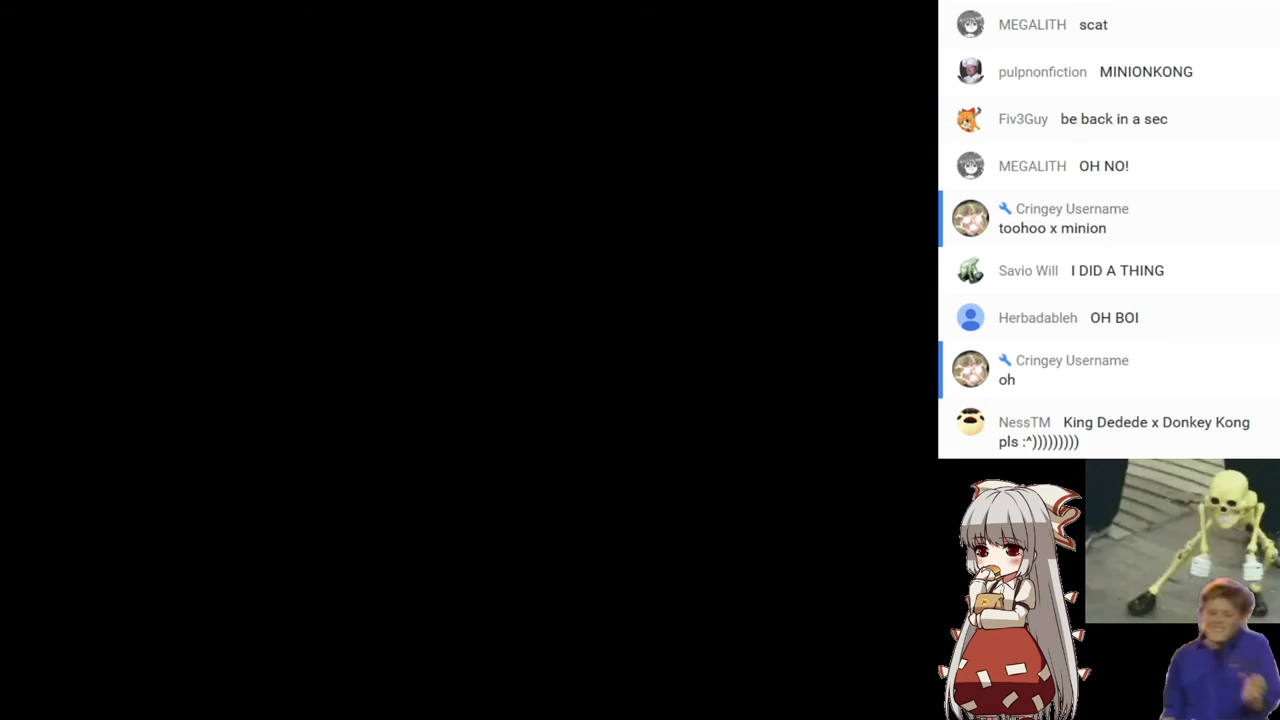 MEGALITH scat
pulpnonfiction MINIONKONG
Fiv3Guy be back in a sec
MEGALITH OH NO!
Cringey Username
toohoo x minion
Savio Will I DID A THING
Herbadableh OH BOI
Cringey Username
oh
NessTM King Dedede x Donkey Kong
pls :^)))))))))